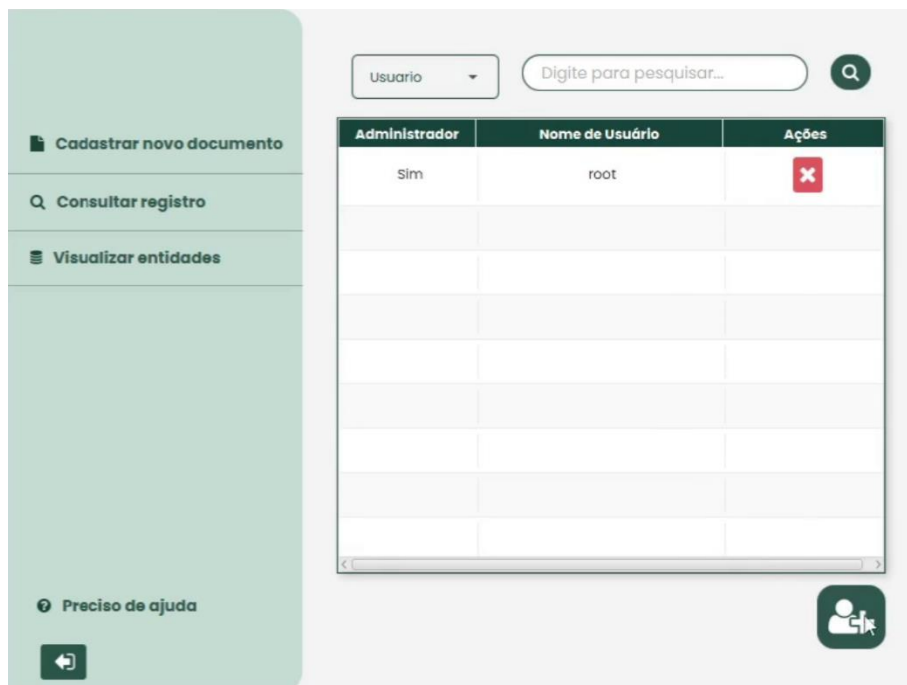 Usuario
Digite para pesquisar...
Cadastrar novo documento
Consultar registro
Visualizar entidades
Administrador Nome de Usuário Ações
Sim root
Preciso de ajuda